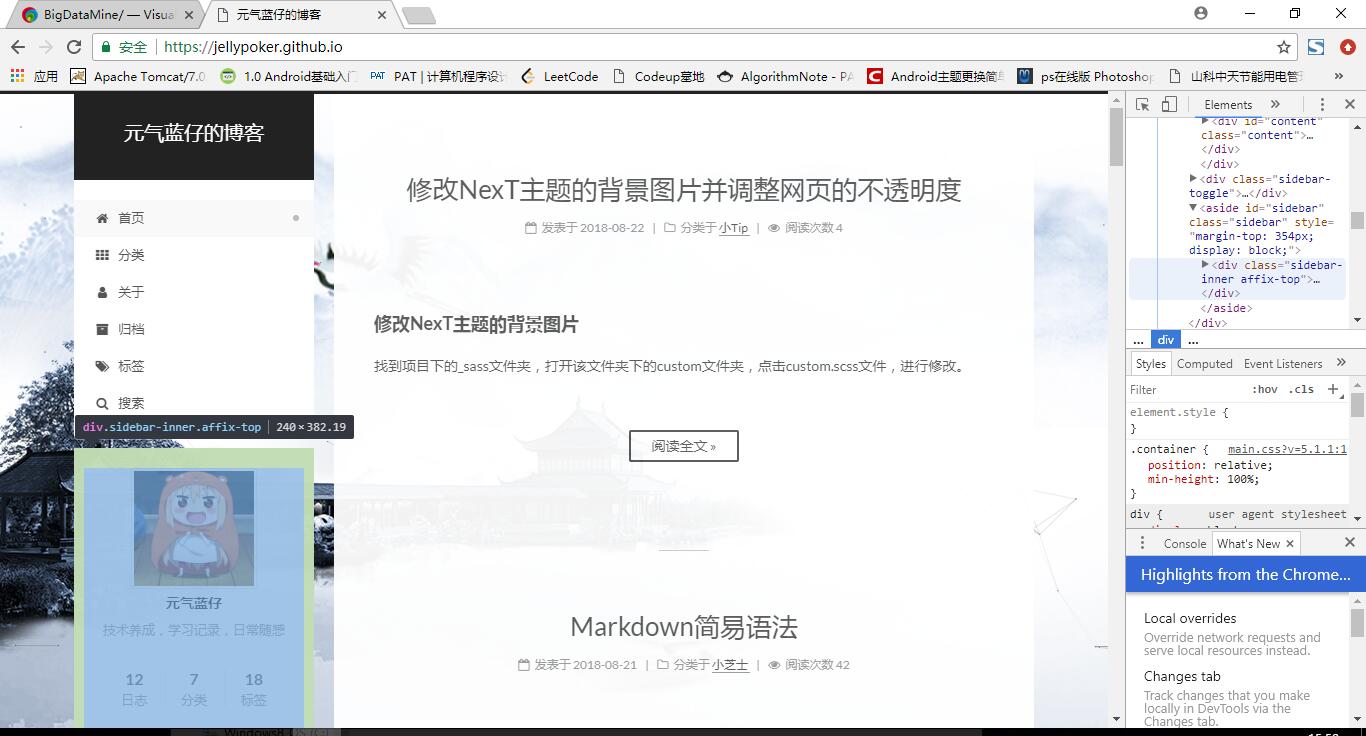 BigDataMine/ — Visua
元气蓝仔的博客
安全
https://jellypoker.github.io
应用
Apache Tomcat/7.0
1.0 Android基础入门
PAT | 计算机程序设计
LeetCode
Codeup墓地
AlgorithmNote - PA
Android主题更换简单
ps在线版 Photoshop
山科中天节能用电管
»
元气蓝仔的博客
首页
分类
关于
归档
标签
搜索
div.sidebar-inner.affix-top | 240×382.19
元气蓝仔
技术养成，学习记录，日常随感
12 7 18
日志 分类 标签
修改NexT主题的背景图片并调整网页的不透明度
发表于 2018-08-22 | 分类于 小Tip | 阅读次数 4
修改NexT主题的背景图片
找到项目下的_sass文件夹，打开该文件夹下的custom文件夹，点击custom.scss文件，进行修改。
阅读全文 »
Markdown简易语法
发表于 2018-08-21 | 分类于 小芝士 | 阅读次数 42
Elements »
<div id="content"
class="content">…
</div>
</div>
<div class="sidebar-
toggle">…</div>
<aside id="sidebar"
class="sidebar" style=
"margin-top: 354px;
display: block;">
<div class="sidebar-
inner affix-top">…
</div>
</aside>
</div>
... div ...
Styles Computed Event Listeners »
Filter :hov .cls +
element.style {
}
.container { main.css?v=5.1.1:1
position: relative;
min-height: 100%;
}
div { user agent stylesheet
Console What's New
Highlights from the Chrome...
Local overrides
Override network requests and
serve local resources instead.
Changes tab
Track changes that you make
locally in DevTools via the
Changes tab.